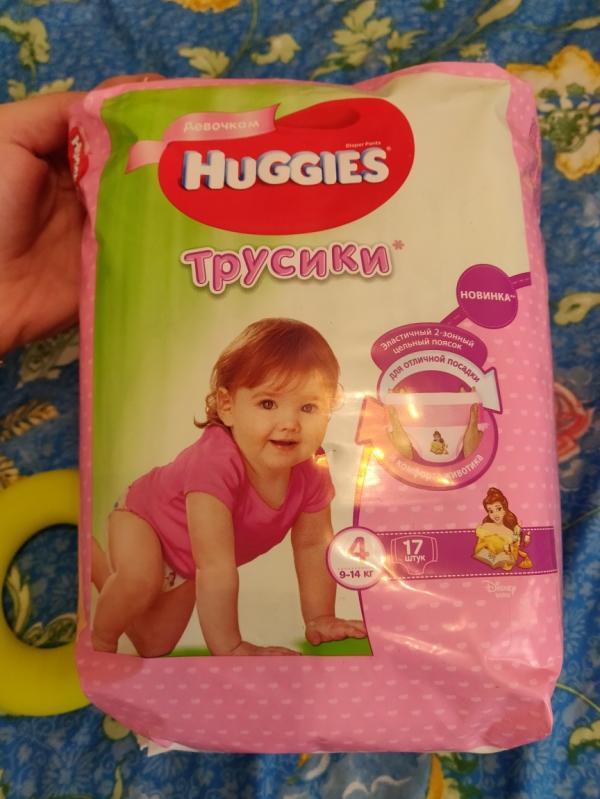 Девочкам
Diaper Pants
HUGGIES®
Трусики*
НОВИНКА**
Эластичный 2-зонный
цельный поясок
для отличной посадки
животика
4
9-14 кг
17
штук
Disney